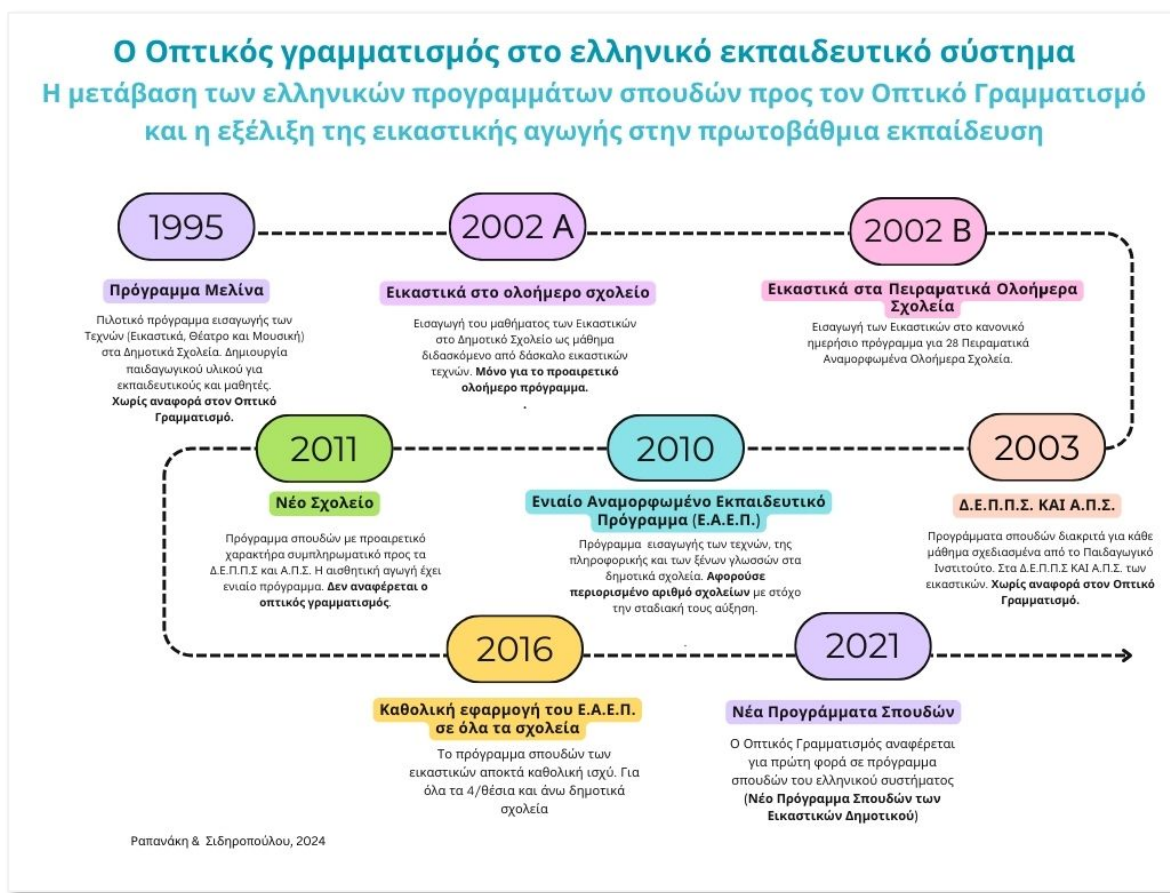 Ο Οπτικός γραμματισμός στο ελληνικό εκπαιδευτικό σύστημα
Η μετάβαση των ελληνικών προγραμμάτων σπουδών προς τον Οπτικό Γραμματισμό
και η εξέλιξη της εικαστικής αγωγής στην πρωτοβάθμια εκπαίδευση
1995
Πρόγραμμα Μελίνα
Πιλοτικό πρόγραμμα εισαγωγής των
Τεχνών (Εικαστικά, Θέατρο και Μουσική)
στα Δημοτικά Σχολεία. Δημιουργία
παιδαγωγικού υλικού για
εκπαιδευτικούς και μαθητές.
Χωρίς αναφορά στον Οπτικό
Γραμματισμό.
2002 Α
Εικαστικά στο ολοήμερο σχολείο
Εισαγωγή του μαθήματος των Εικαστικών
στο Δημοτικό Σχολείο ως μάθημα
διδασκόμενο από δάσκαλο εικαστικών
τεχνών. Μόνο για το προαιρετικό
ολοήμερο πρόγραμμα.
.
2002 Β
Εικαστικά στα Πειραματικά Ολοήμερα
Σχολεία
Εισαγωγή των Εικαστικών στο κανονικό
ημερήσιο πρόγραμμα για 28 Πειραματικά
Αναμορφωμένα Ολοήμερα Σχολεία.
2003
Δ.Ε.Π.Π.Σ. ΚΑΙ Α.Π.Σ.
Προγράμματα σπουδών διακριτά για κάθε
μάθημα σχεδιασμένα από το Παιδαγωγικό
Ινστιτούτο. Στα Δ.Ε.Π.Π.Σ ΚΑΙ Α.Π.Σ. των
εικαστικών. Χωρίς αναφορά στον Οπτικό
Γραμματισμό.
2010
Ενιαίο Αναμορφωμένο Εκπαιδευτικό
Πρόγραμμα (Ε.Α.Ε.Π.)
Πρόγραμμα εισαγωγής των τεχνών, της
πληροφορικής και των ξένων γλωσσών στα
δημοτικά σχολεία. Αφορούσε
περιορισμένο αριθμό σχολείων με στόχο
την σταδιακή τους αύξηση.
2011
Νέο Σχολείο
Πρόγραμμα σπουδών με προαιρετικό
χαρακτήρα συμπληρωματικό προς τα
Δ.Ε.Π.Π.Σ και Α.Π.Σ. Η αισθητική αγωγή έχει
ενιαίο πρόγραμμα. Δεν αναφέρεται ο
οπτικός γραμματισμός.
2016
Καθολική εφαρμογή του Ε.Α.Ε.Π.
σε όλα τα σχολεία
Το πρόγραμμα σπουδών των
εικαστικών αποκτά καθολική ισχύ. Για
όλα τα 4/θέσια και άνω δημοτικά
σχολεία
2021
Νέα Προγράμματα Σπουδών
Ο Οπτικός Γραμματισμός αναφέρεται
για πρώτη φορά σε πρόγραμμα
σπουδών του ελληνικού συστήματος
(Νέο Πρόγραμμα Σπουδών των
Εικαστικών Δημοτικού)
Ραπανάκη & Σιδηροπούλου, 2024